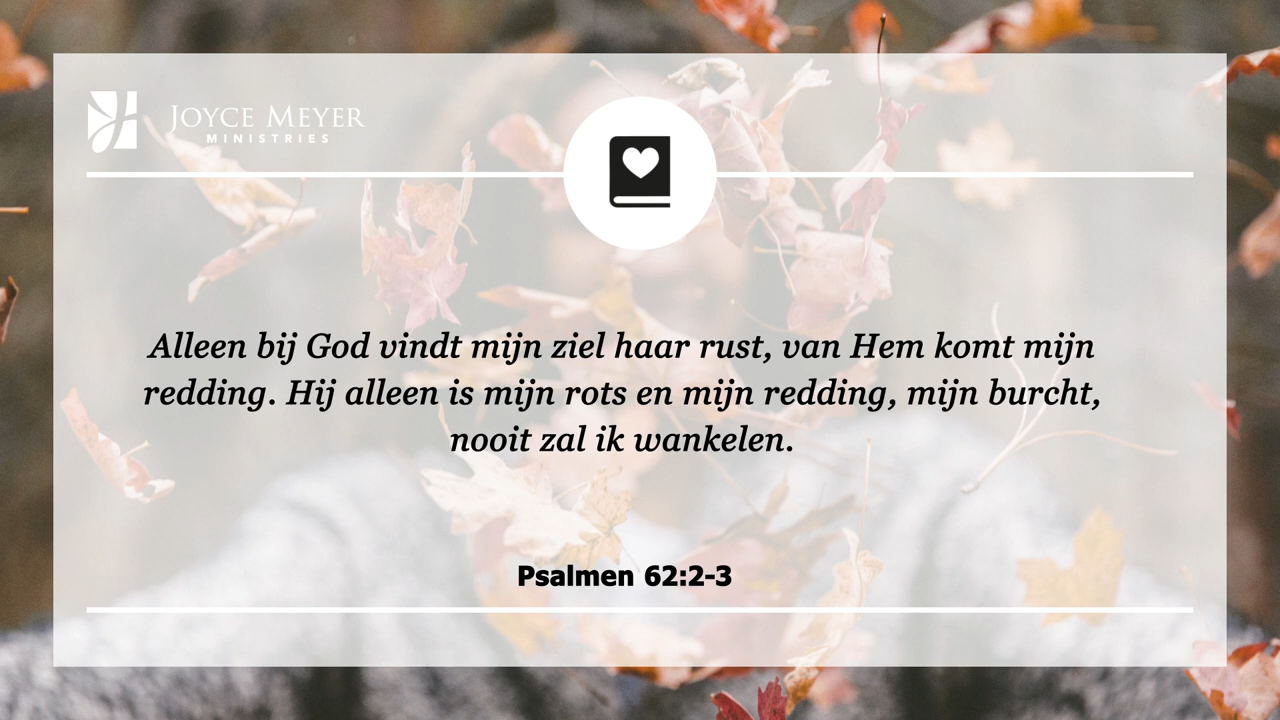 JOYCE MEYER
MINISTRIES
Alleen bij God vindt mijn ziel haar rust, van Hem komt mijn
redding. Hij alleen is mijn rots en mijn redding, mijn burcht,
nooit zal ik wankelen.
Psalmen 62:2-3